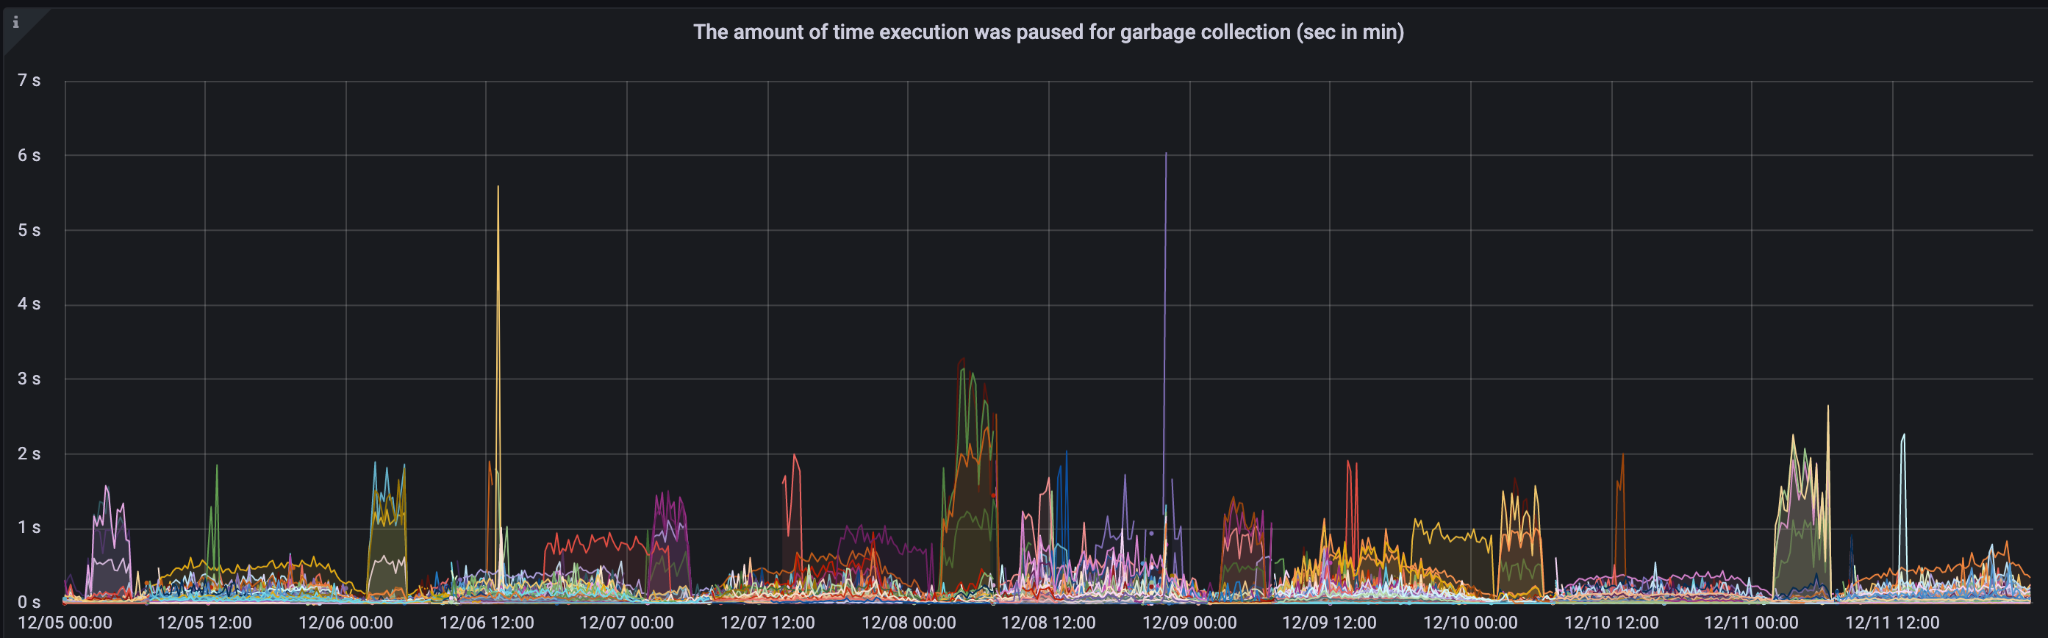 i
The amount of time execution was paused for garbage collection (sec in min)
7 s
6 s
5 s
4 s
3 s
2 s
1 s
0 s
12/05 00:00 12/05 12:00 12/06 00:00 12/06 12:00 12/07 00:00 12/07 12:00 12/08 00:00 12/08 12:00 12/09 00:00 12/09 12:00 12/10 00:00 12/10 12:00 12/11 00:00 12/11 12:00